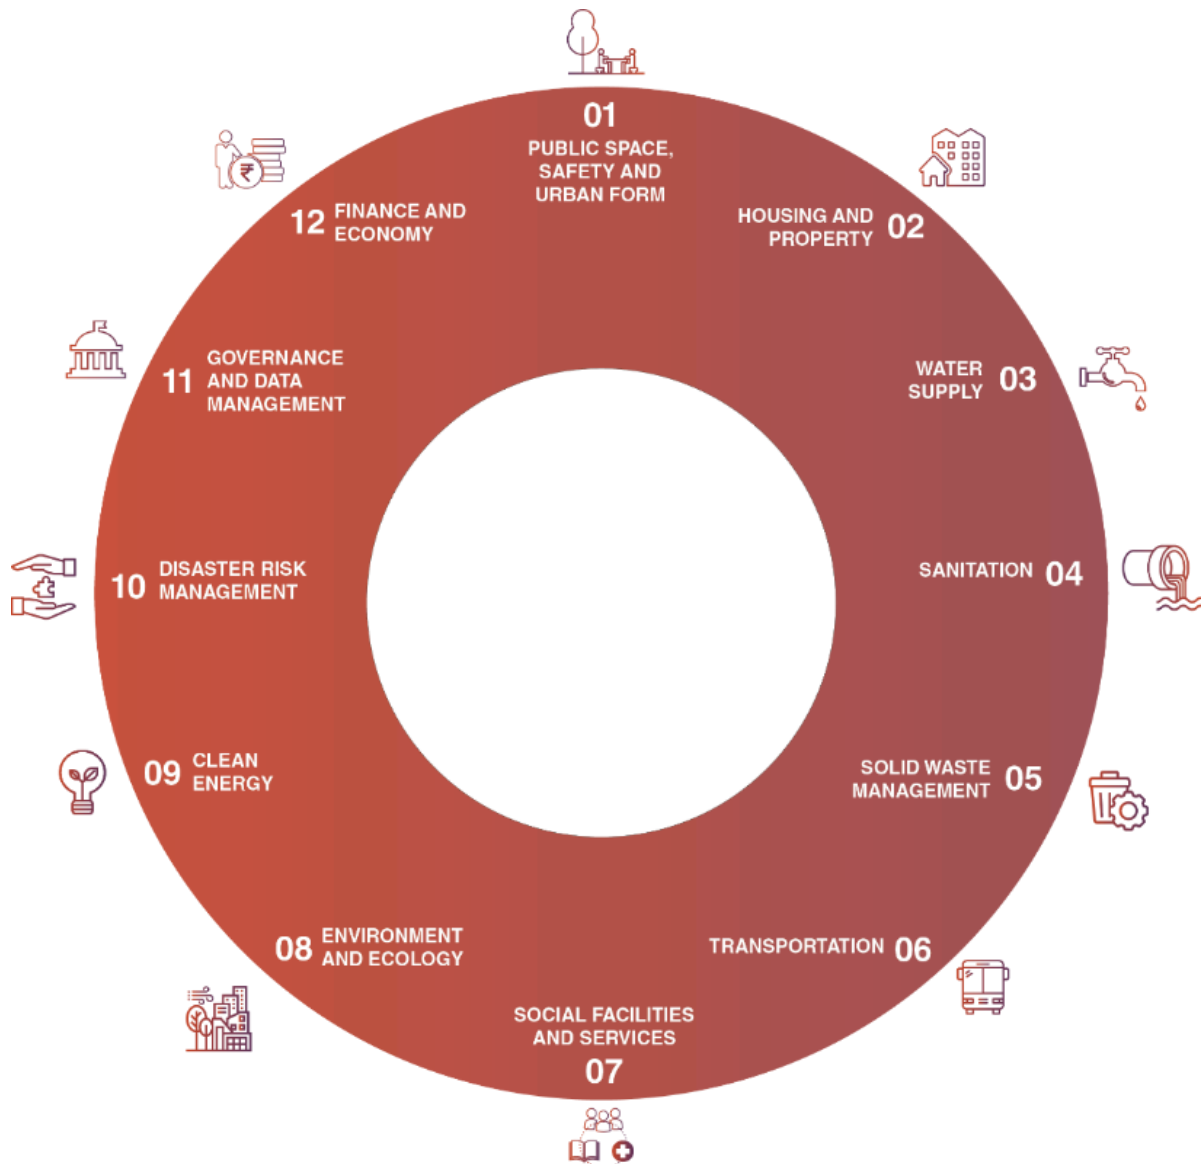 01
PUBLIC SPACE,
SAFETY AND
URBAN FORM
HOUSING AND
PROPERTY
02
WATER
SUPPLY
03
SANITATION 04
SOLID WASTE
MANAGEMENT
05
TRANSPORTATION 06
SOCIAL FACILITIES
AND SERVICES
07
08
ENVIRONMENT
AND ECOLOGY
09
CLEAN
ENERGY
10
DISASTER RISK
MANAGEMENT
11
GOVERNANCE
AND DATA
MANAGEMENT
12
FINANCE AND
ECONOMY
₹